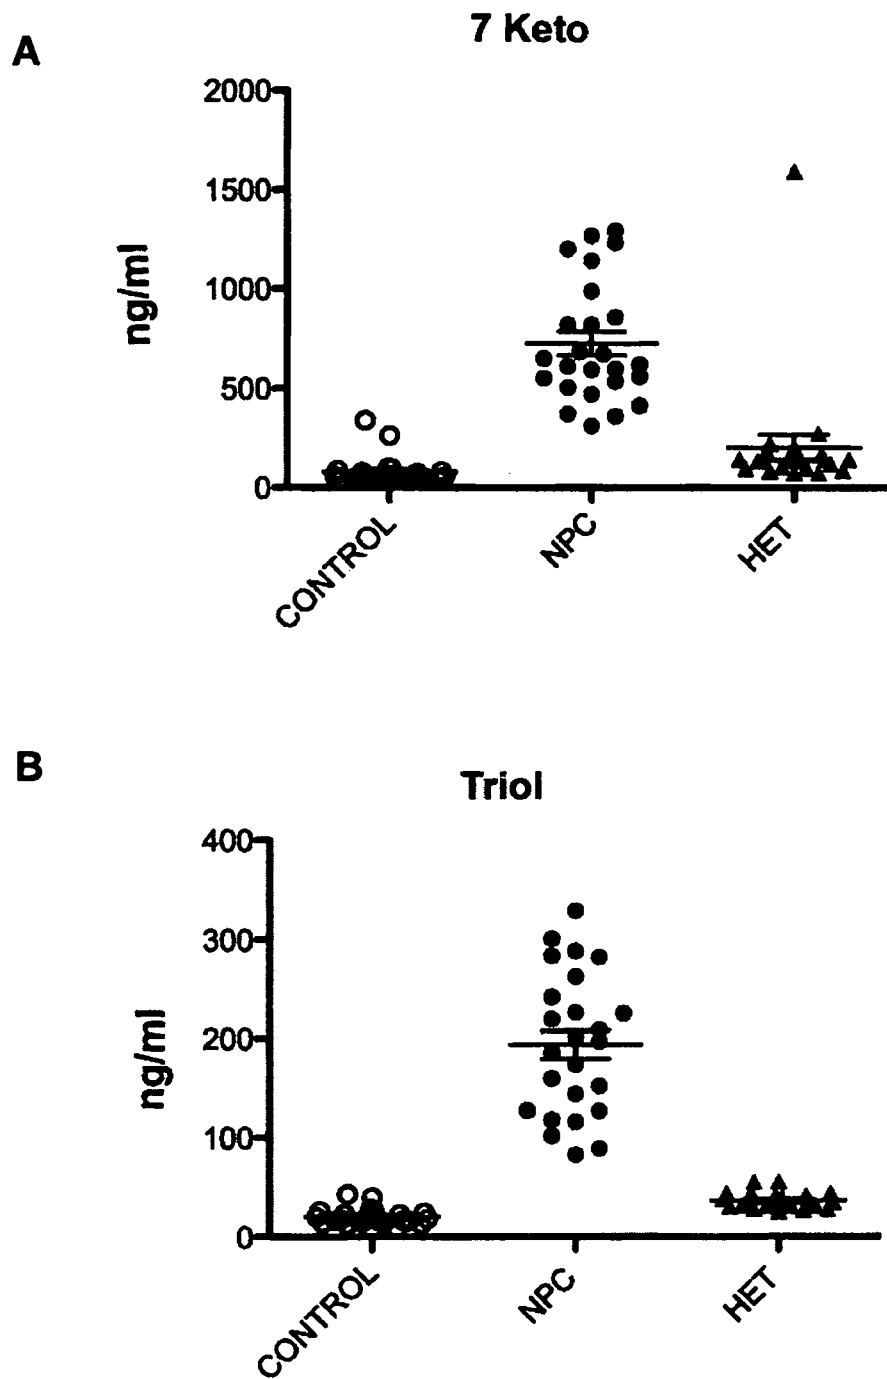 A
7 Keto
2000
1500
1000
500
0
ng/ml
CONTROL
NPC
HET
B
Triol
400
300
200
100
0
ng/ml
CONTROL
NPC
HET